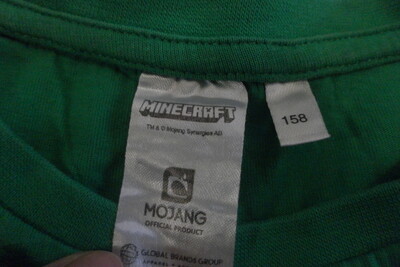 MINECRAFT
TM & © Mojang Synergies AB.
158
MOJANG
OFFICIAL PRODUCT
GLOBAL BRANDS GROUP